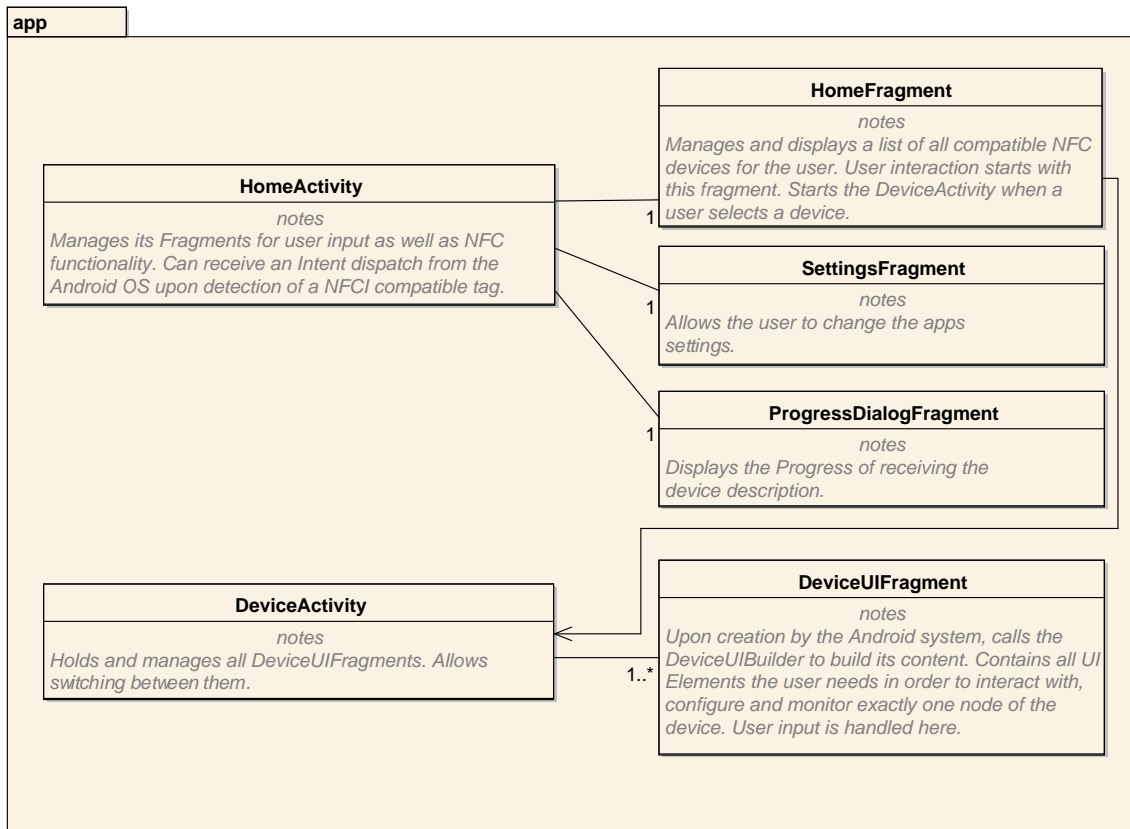 app
HomeActivity
notes
Manages its Fragments for user input as well as NFC
functionality. Can receive an Intent dispatch from the
Android OS upon detection of a NFCI compatible tag.
HomeFragment
notes
Manages and displays a list of all compatible NFC
devices for the user. User interaction starts with
this fragment. Starts the DeviceActivity when a
user selects a device.
1
SettingsFragment
notes
Allows the user to change the apps
settings.
1
ProgressDialogFragment
notes
Displays the Progress of receiving the
device description.
1
DeviceActivity
notes
Holds and manages all DeviceUIFragments. Allows
switching between them.
DeviceUIFragment
notes
Upon creation by the Android system, calls the
DeviceUIBuilder to build its content. Contains all UI
Elements the user needs in order to interact with,
configure and monitor exactly one node of the
device. User input is handled here.
1..*